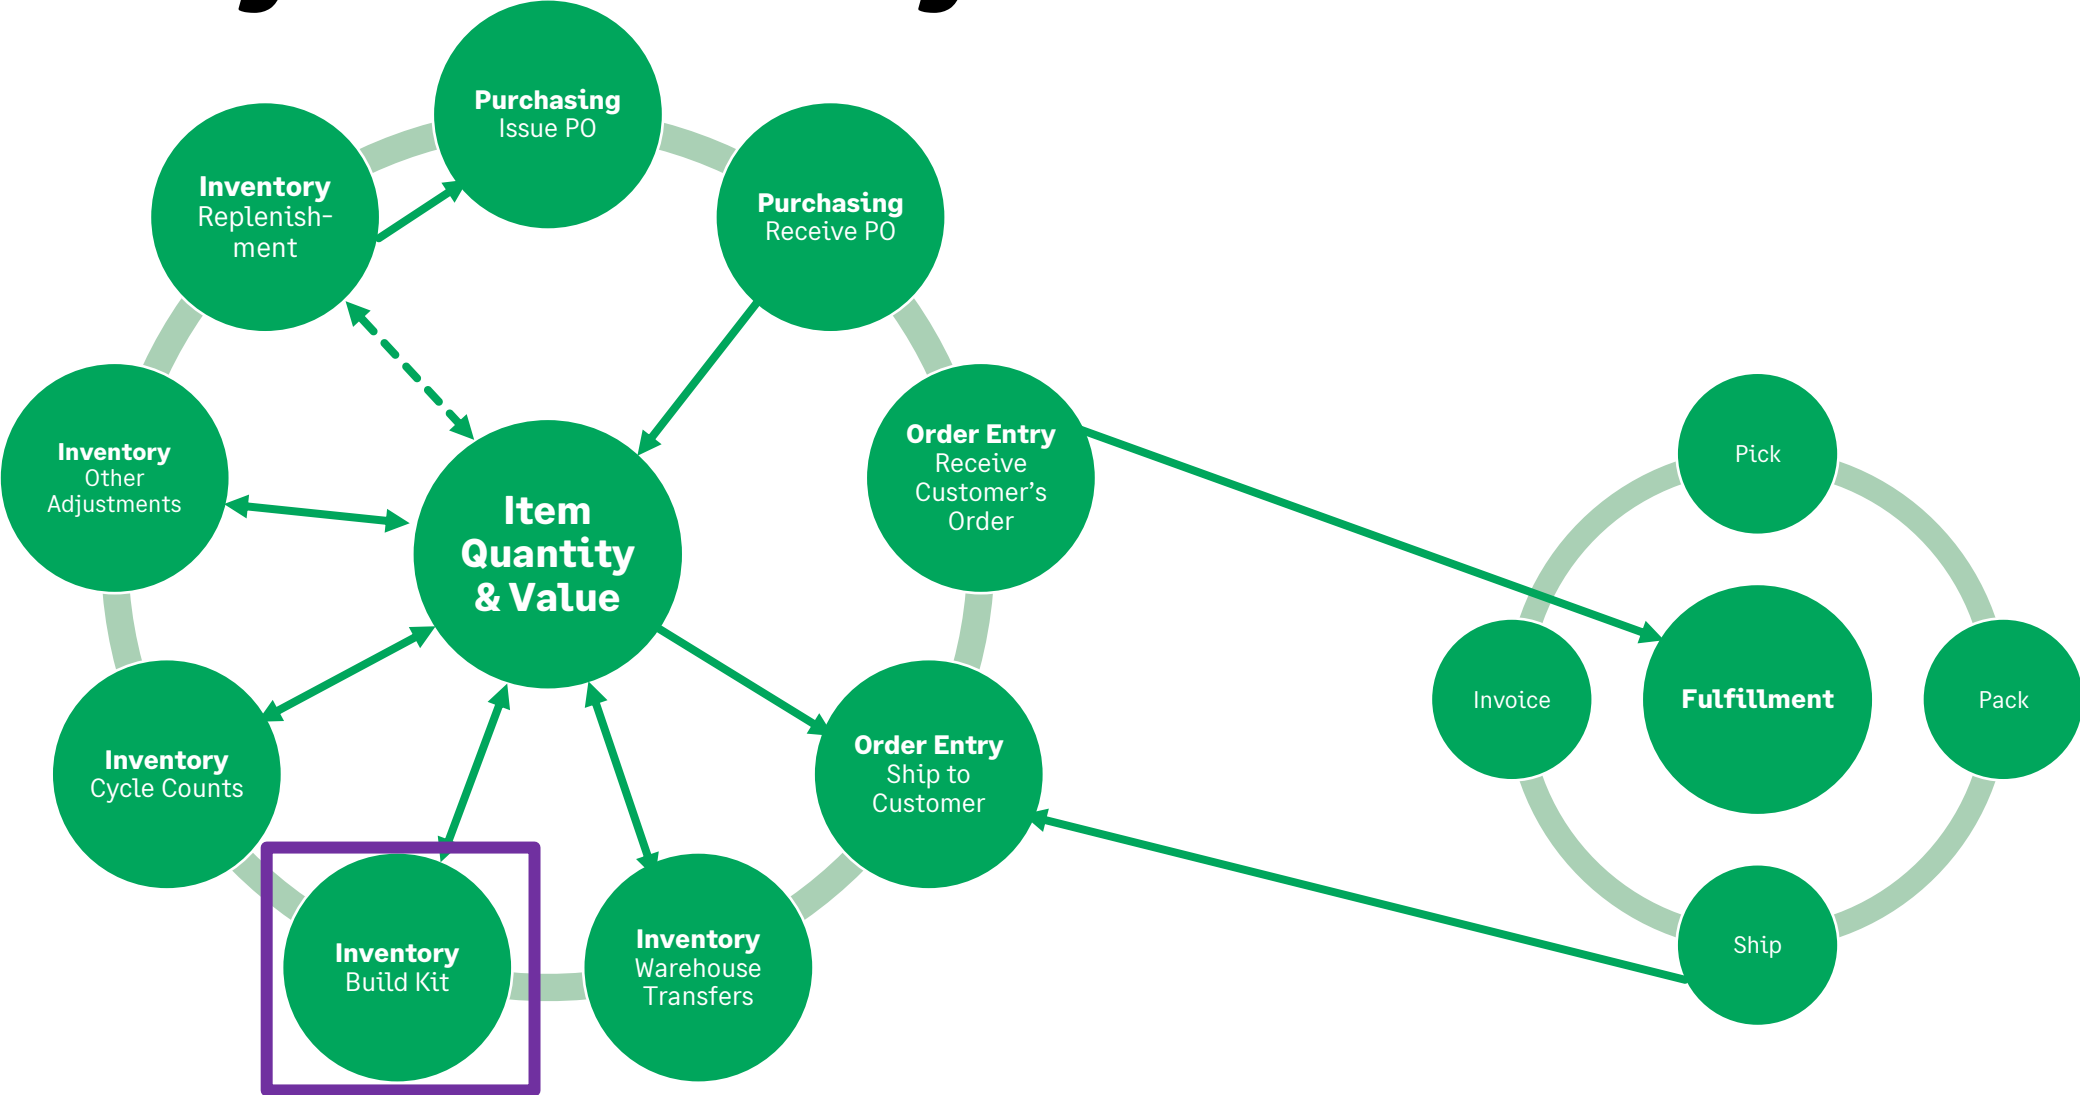 Purchasing
Issue PO
Purchasing
Receive PO
Order Entry
Receive
Customer's
Order
Order Entry
Ship to
Customer
Inventory
Warehouse
Transfers
Inventory
Build Kit
Inventory
Cycle Counts
Inventory
Other
Adjustments
Inventory
Replenish-
ment
Item
Quantity
& Value
Pick
Pack
Ship
Invoice
Fulfillment